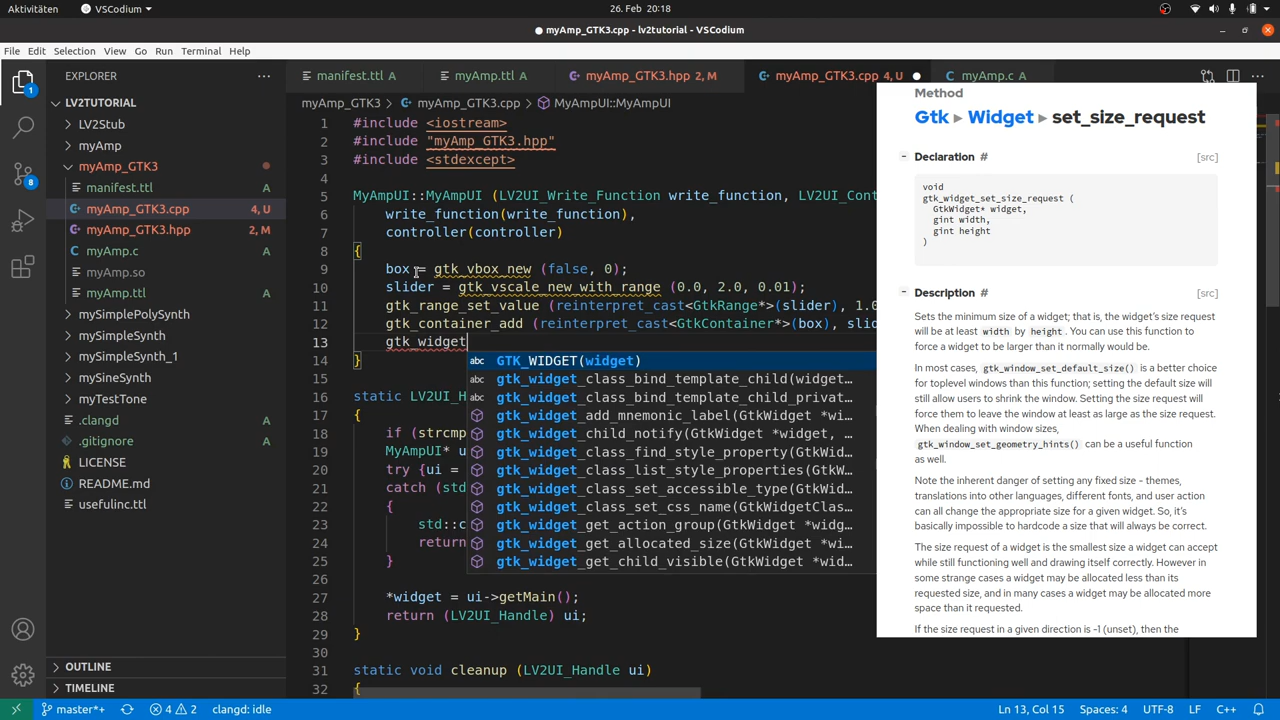 Aktivitäten
VSCodium
26. Feb 20:18
myAmp_GTK3.cpp - lv2tutorial - VSCodium
File Edit Selection View Go Run Terminal Help
EXPLORER
manifest.ttl A
myAmp.ttl A
myAmp_GTK3.hpp 2, M
myAmp_GTK3.cpp 4, U
myAmp.c A
LV2TUTORIAL
LV2Stub
myAmp
myAmp_GTK3
manifest.ttl A
myAmp_GTK3.cpp 4, U
myAmp_GTK3.hpp 2, M
myAmp.c A
myAmp.so
myAmp.ttl A
mySimplePolySynth
mySimpleSynth
mySimpleSynth_1
mySineSynth
myTestTone
.clangd
.gitignore
LICENSE
README.md
usefulinc.ttl
OUTLINE
TIMELINE
1
8
myAmp_GTK3 > myAmp_GTK3.cpp > MyAmpUI::MyAmpUI
1 #include <iostream>
2 #include "myAmp_GTK3.hpp"
3 #include <stdexcept>
4
5 MyAmpUI::MyAmpUI (LV2UI_Write_Function write_function, LV2UI_Cont
6 write_function(write_function),
7 controller(controller)
8 {
9 box = gtk_vbox_new (false, 0);
10 slider = gtk_vscale_new_with_range (0.0, 2.0, 0.01);
11 gtk_range_set_value (reinterpret_cast<GtkRange*>(slider), 1.0
12 gtk_container_add (reinterpret_cast<GtkContainer*>(box), slid
13 gtk_widget
14 }
15
16 static LV2UI_H
17 {
18 if (strcmp
19 MyAmpUI* u
20 try {ui =
21 catch (std
22 {
23 std::c
24 return
25 }
26
27 *widget = ui->getMain();
28 return (LV2UI_Handle) ui;
29 }
30
31 static void cleanup (LV2UI_Handle ui)
32 {
abc GTK_WIDGET(widget)
abc gtk_widget_class_bind_template_child(widget…
abc gtk_widget_class_bind_template_child_privat…
gtk_widget_add_mnemonic_label(GtkWidget *wi…
gtk_widget_child_notify(GtkWidget *widget, …
gtk_widget_class_find_style_property(GtkWid…
gtk_widget_class_list_style_properties(GtkW…
gtk_widget_class_set_accessible_type(GtkWid…
gtk_widget_class_set_css_name(GtkWidgetClas…
gtk_widget_get_action_group(GtkWidget *widg…
gtk_widget_get_allocated_size(GtkWidget *wi…
gtk_widget_get_child_visible(GtkWidget *wid…
Method
Gtk ▸ Widget ▸ set_size_request
- Declaration # [src]
void
gtk_widget_set_size_request (
GtkWidget* widget,
gint width,
gint height
)
- Description # [src]
Sets the minimum size of a widget; that is, the widget's size request
will be at least width by height. You can use this function to
force a widget to be larger than it normally would be.
In most cases, gtk_window_set_default_size() is a better choice
for toplevel windows than this function; setting the default size will
still allow users to shrink the window. Setting the size request will
force them to leave the window at least as large as the size request.
When dealing with window sizes,
gtk_window_set_geometry_hints() can be a useful function
as well.
Note the inherent danger of setting any fixed size - themes,
translations into other languages, different fonts, and user action
can all change the appropriate size for a given widget. So, it's
basically impossible to hardcode a size that will always be correct.
The size request of a widget is the smallest size a widget can accept
while still functioning well and drawing itself correctly. However in
some strange cases a widget may be allocated less than its
requested size, and in many cases a widget may be allocated more
space than it requested.
If the size request in a given direction is -1 (unset), then the
master*+ 4 2 clangd: idle
Ln 13, Col 15 Spaces: 4 UTF-8 LF C++